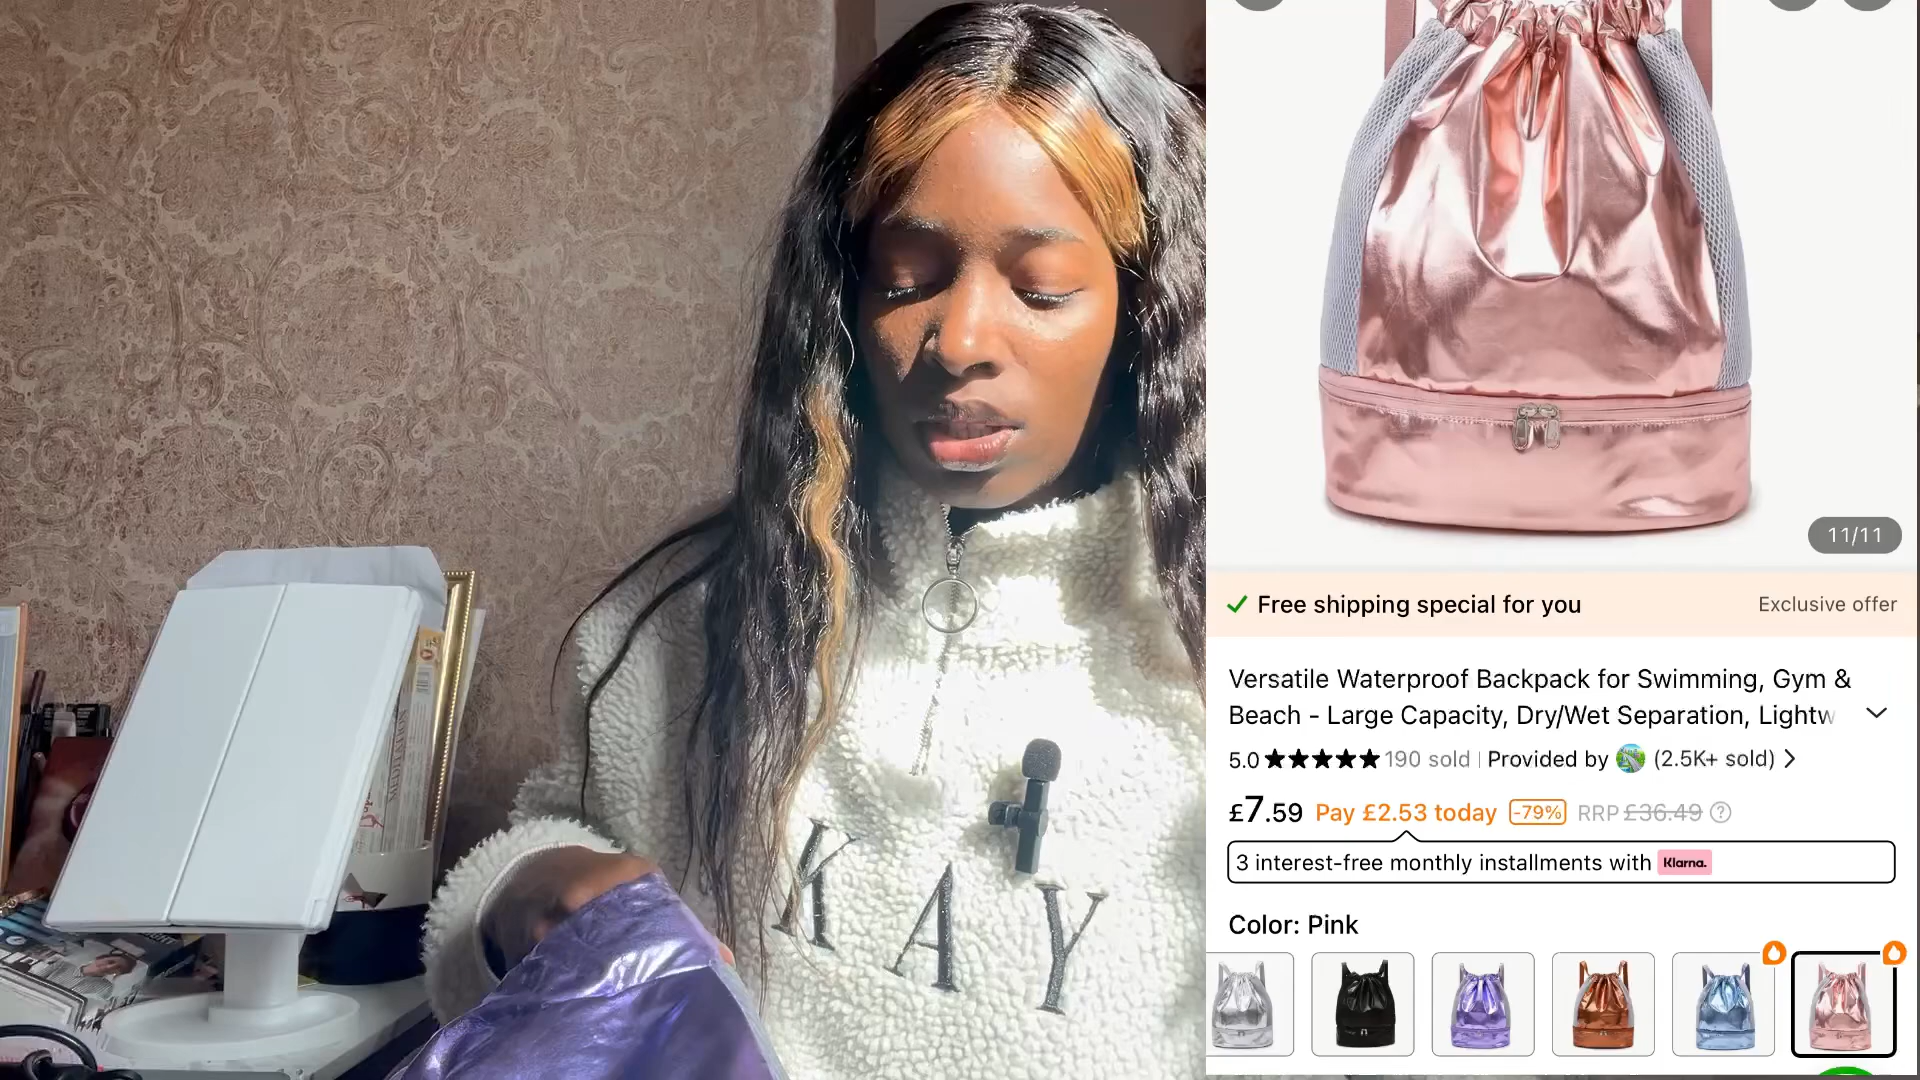 KAY
11/11
Free shipping special for you Exclusive offer
Versatile Waterproof Backpack for Swimming, Gym &
Beach - Large Capacity, Dry/Wet Separation, Lightw
5.0 ★★★★★ 190 sold | Provided by (2.5K+ sold) >
£7.59 Pay £2.53 today -79% RRP £36.49 ?
3 interest-free monthly installments with Klarna.
Color: Pink